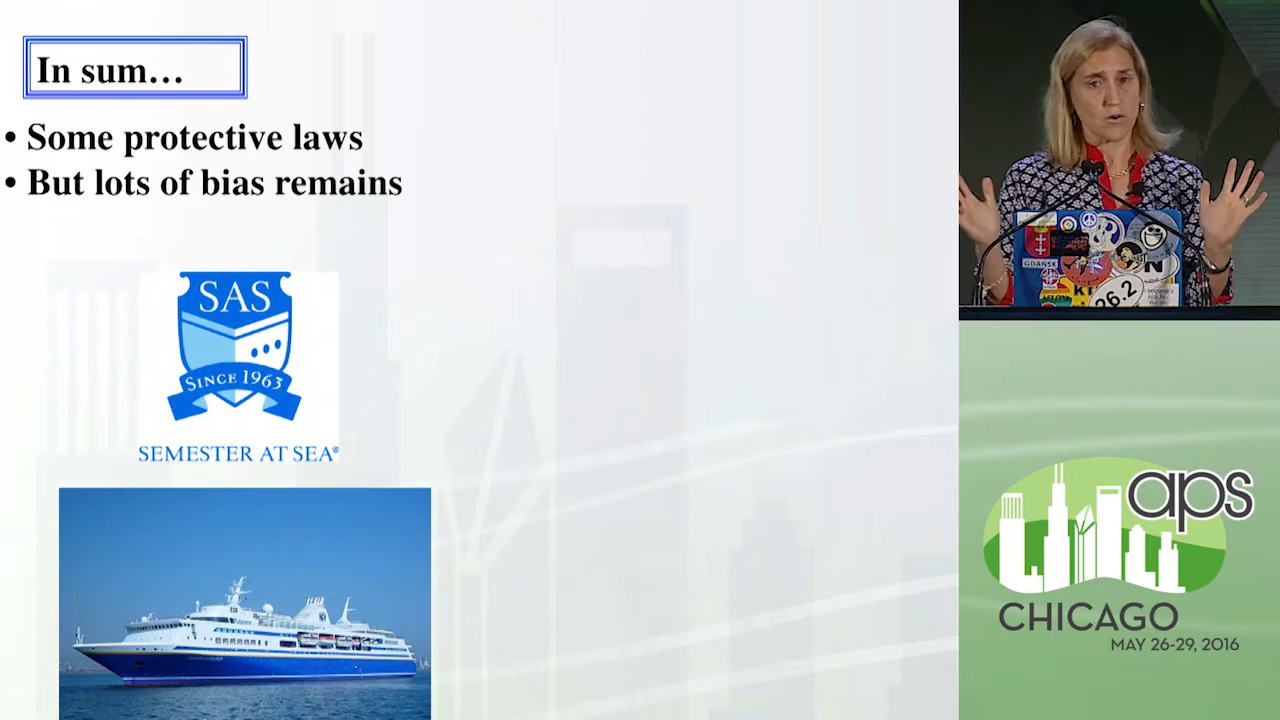 In sum…
• Some protective laws
• But lots of bias remains
SAS
SINCE 1963
SEMESTER AT SEA®
GDANSK
26.2
N
aps
CHICAGO
MAY 26-29, 2016